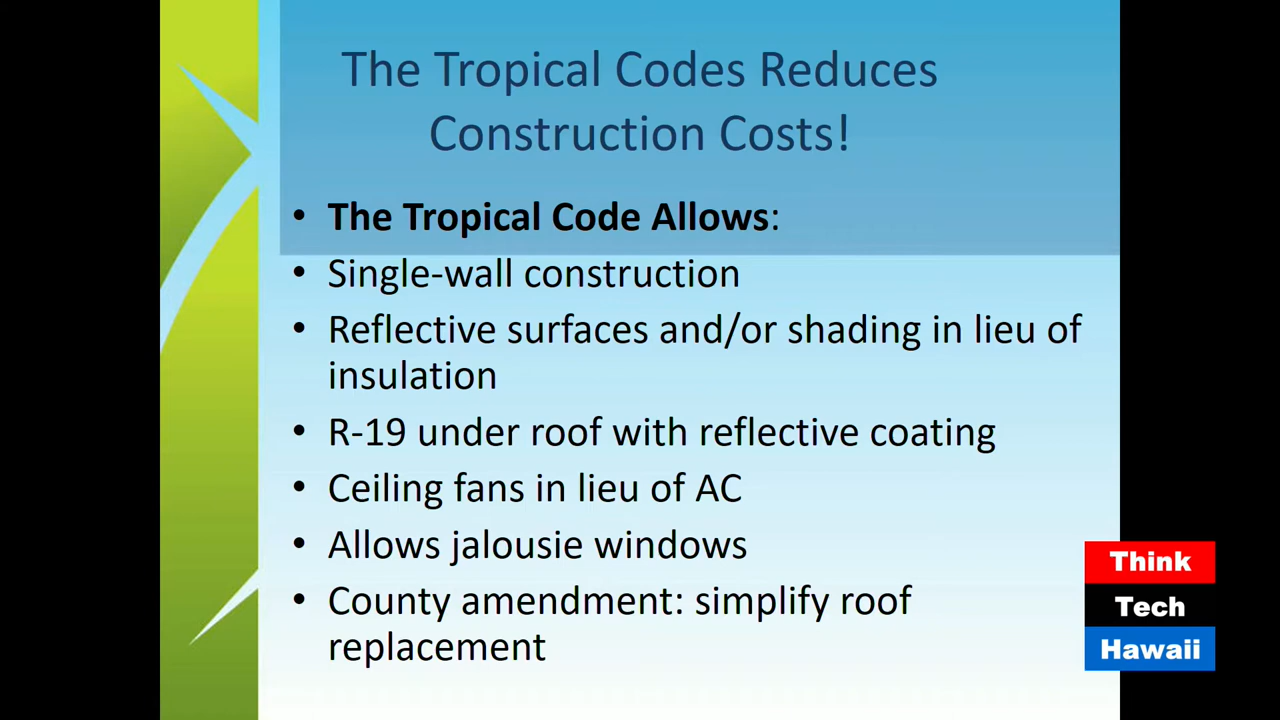 The Tropical Codes Reduces
Construction Costs!
• The Tropical Code Allows:
• Single-wall construction
• Reflective surfaces and/or shading in lieu of
insulation
• R-19 under roof with reflective coating
• Ceiling fans in lieu of AC
• Allows jalousie windows
• County amendment: simplify roof
replacement
Think
Tech
Hawaii